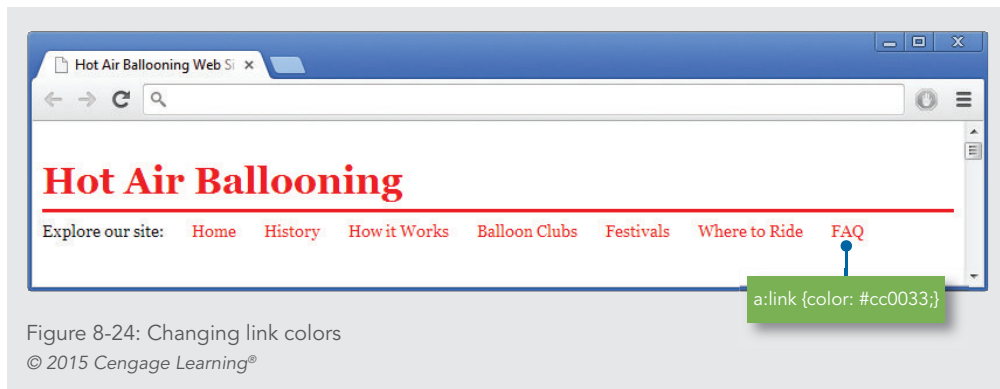 Hot Air Ballooning Web Si
Hot Air Ballooning
Explore our site: Home History How it Works Balloon Clubs Festivals Where to Ride FAQ
a:link {color: #cc0033;}
Figure 8-24: Changing link colors
© 2015 Cengage Learning®